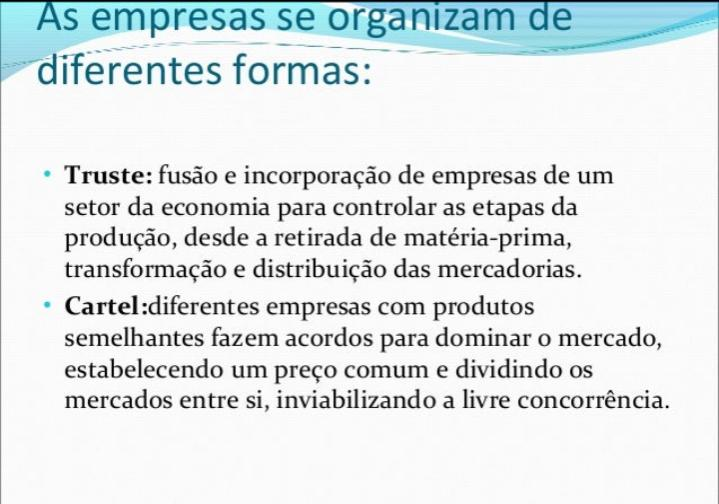 As empresas se organizam de
diferentes formas:
• Truste: fusão e incorporação de empresas de um
setor da economia para controlar as etapas da
produção, desde a retirada de matéria-prima,
transformação e distribuição das mercadorias.
• Cartel:diferentes empresas com produtos
semelhantes fazem acordos para dominar o mercado,
estabelecendo um preço comum e dividindo os
mercados entre si, inviabilizando a livre concorrência.